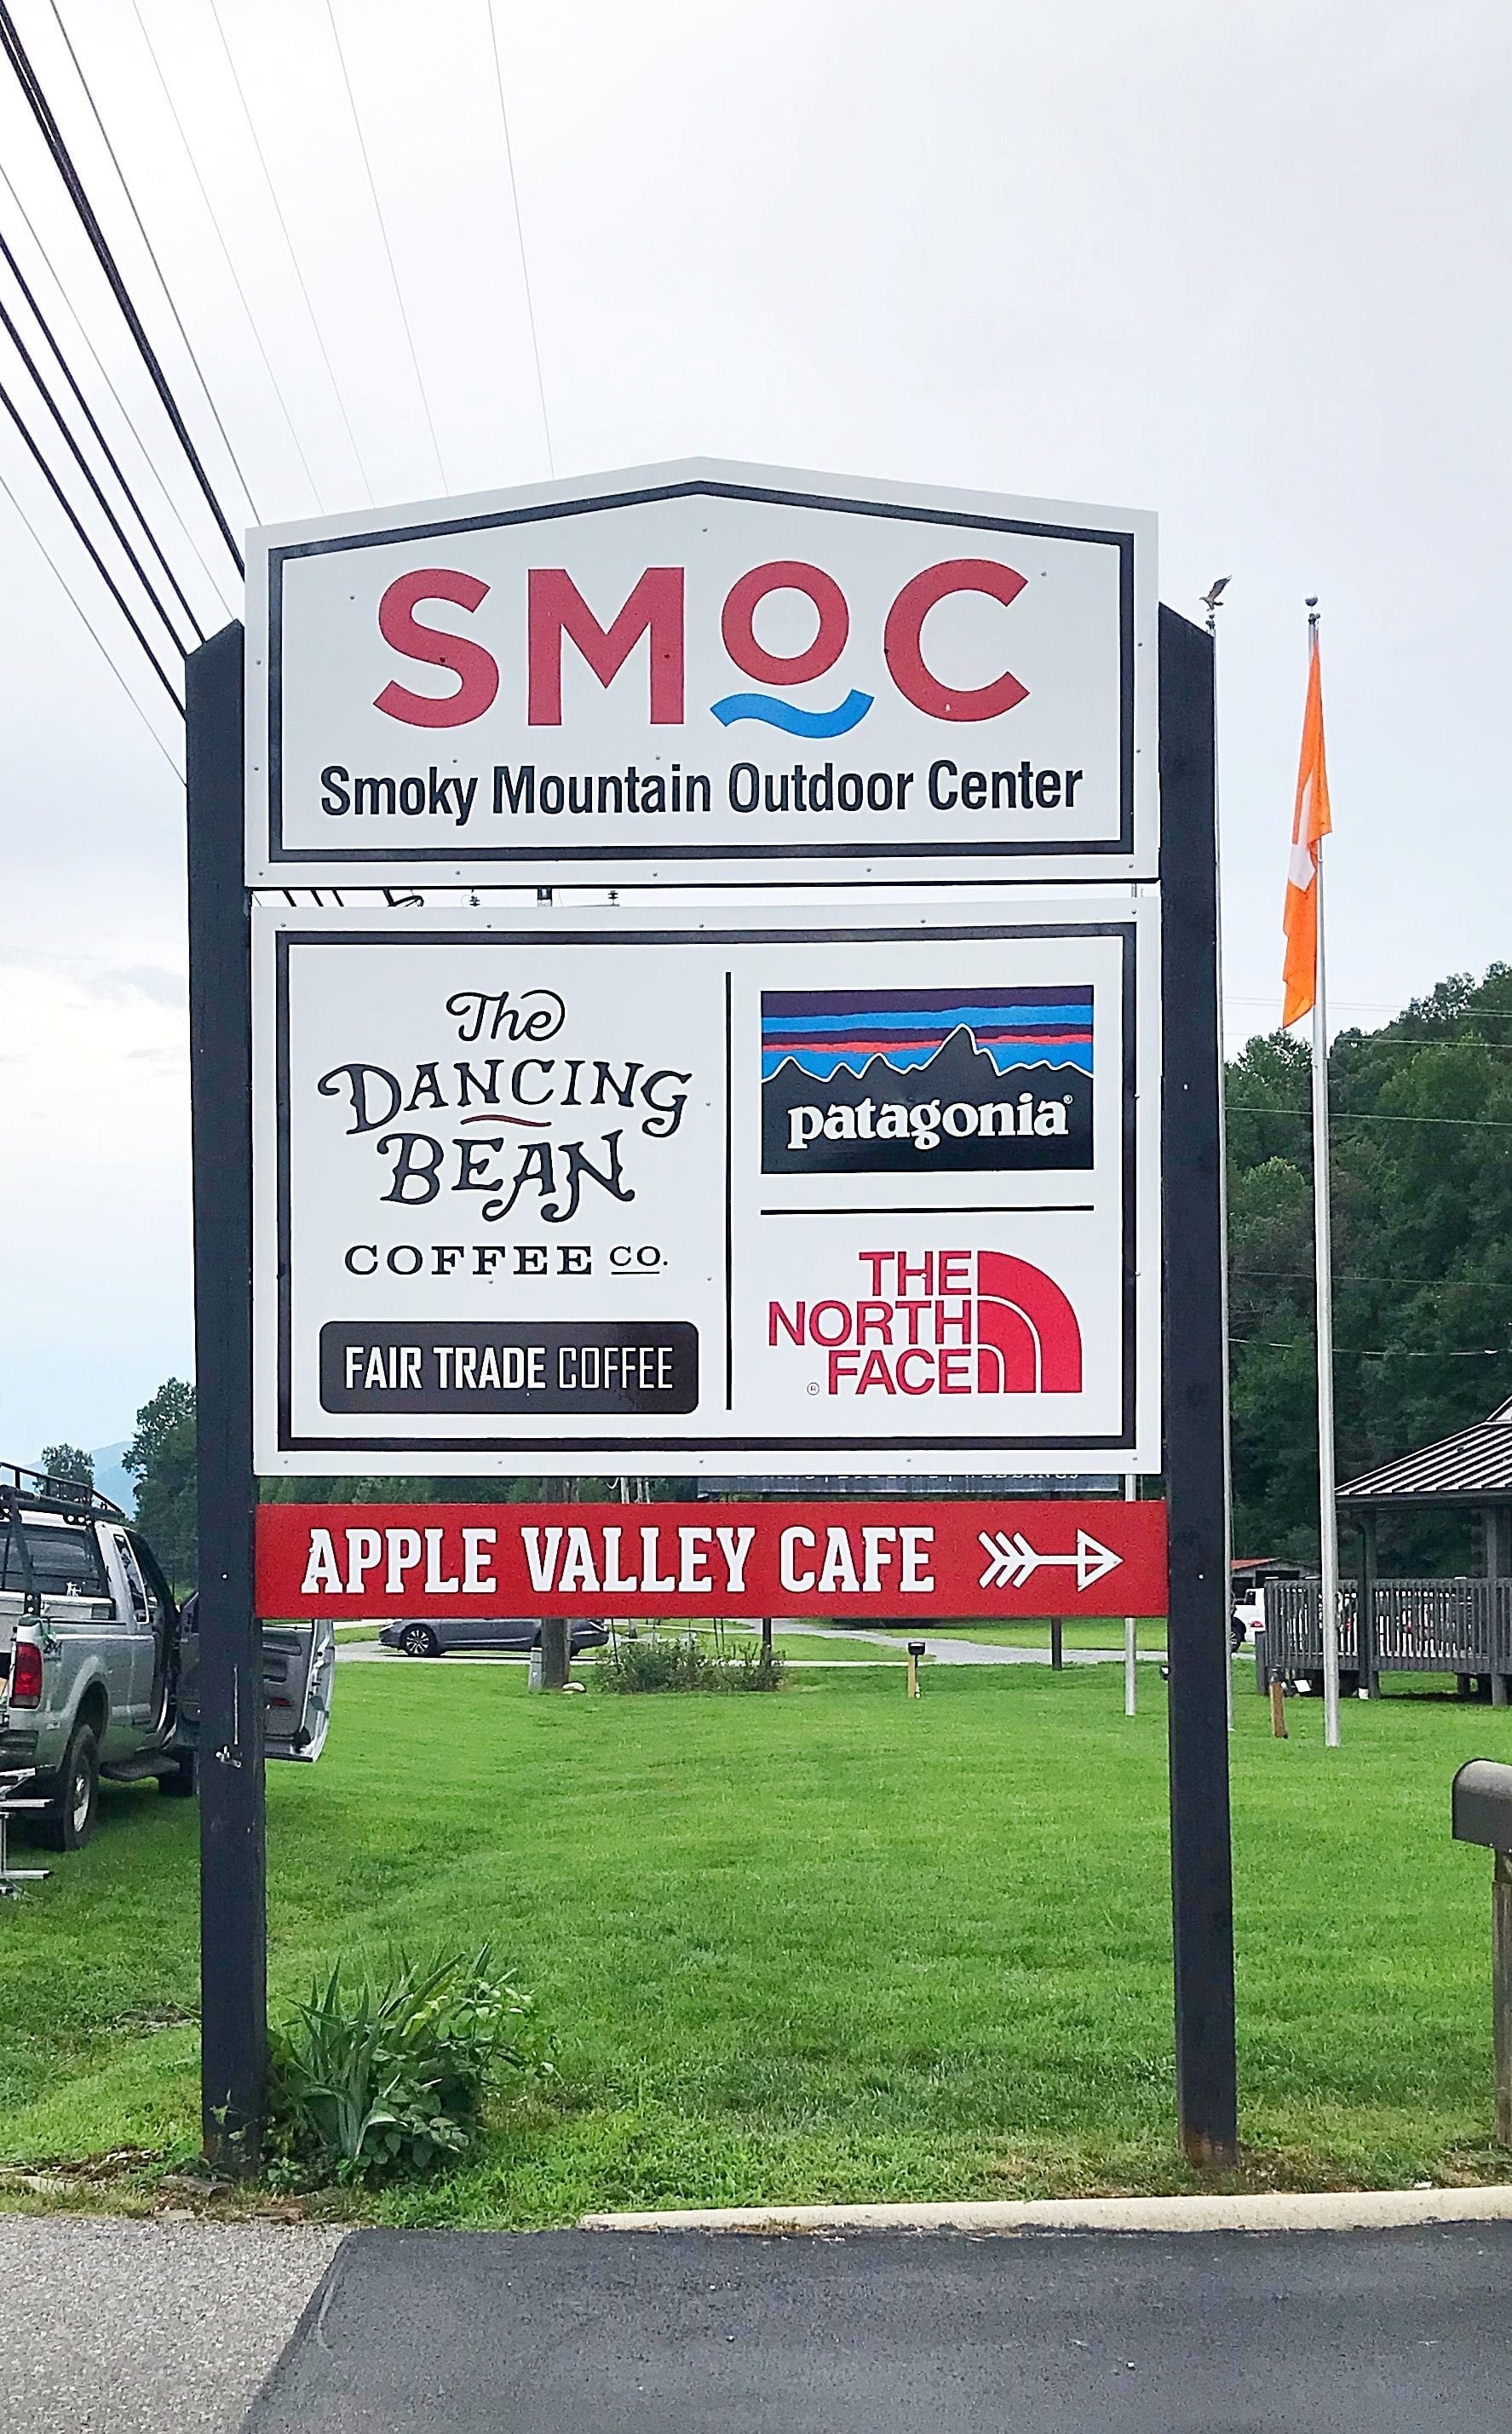 SMOC
Smoky Mountain Outdoor Center
The
DANCING
BEAN
COFFEE CO.
FAIR TRADE COFFEE
patagonia®
THE
NORTH
FACE
®
APPLE VALLEY CAFE